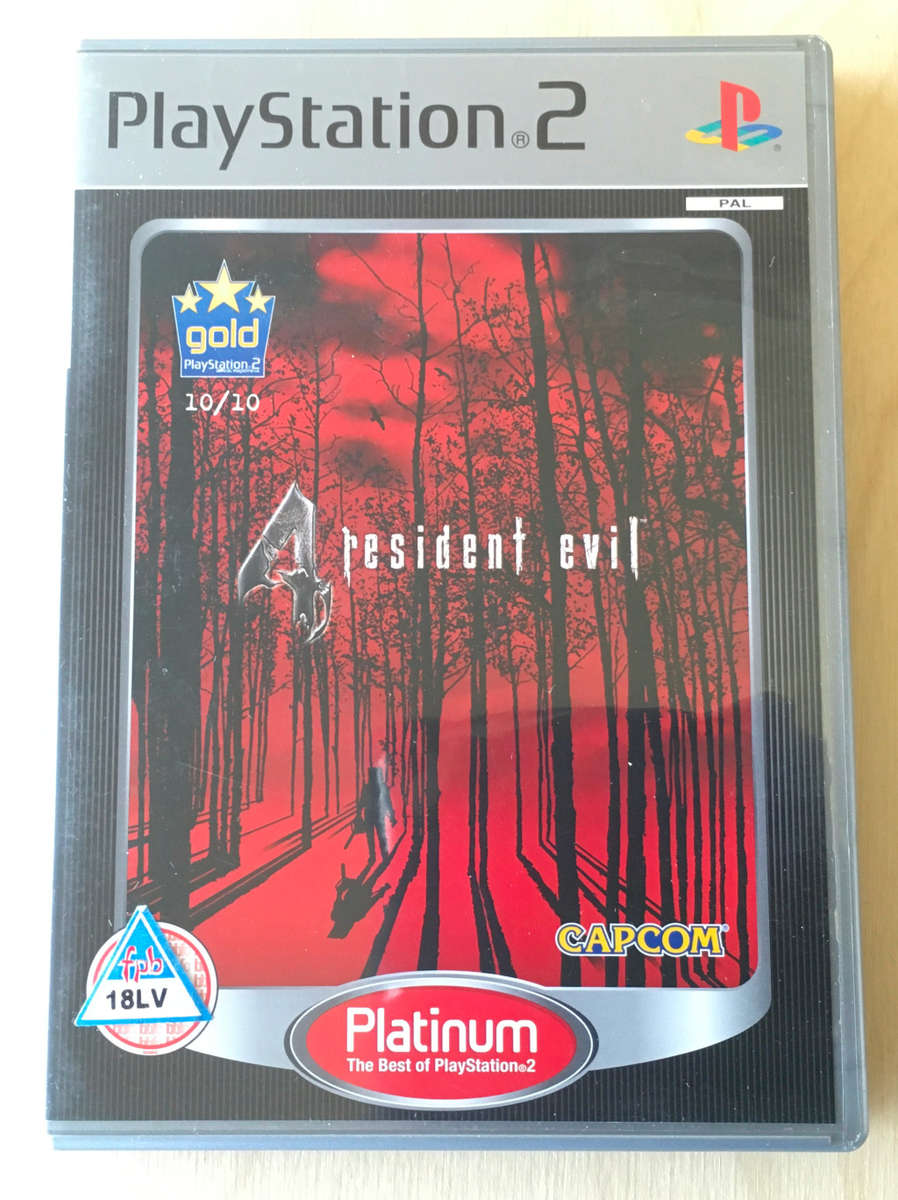 PlayStation®2
PAL
gold
PlayStation®2
10/10
4 resident evil™
CAPCOM®
fpb
18LV
Platinum
The Best of PlayStation®2